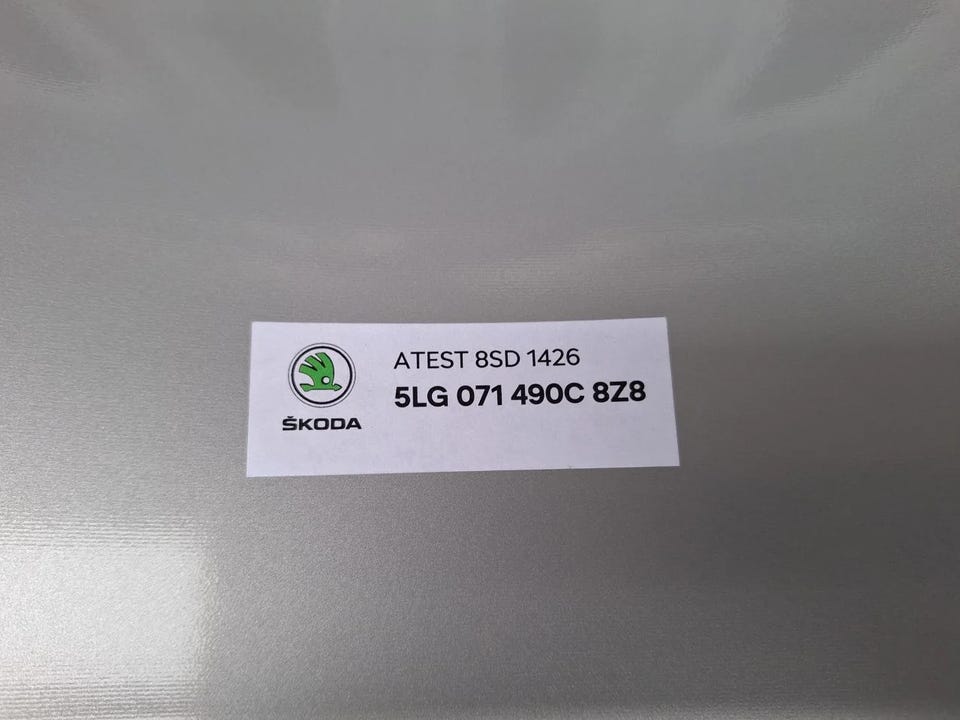 ŠKODA
ATEST 8SD 1426
5LG 071 490C 8Z8